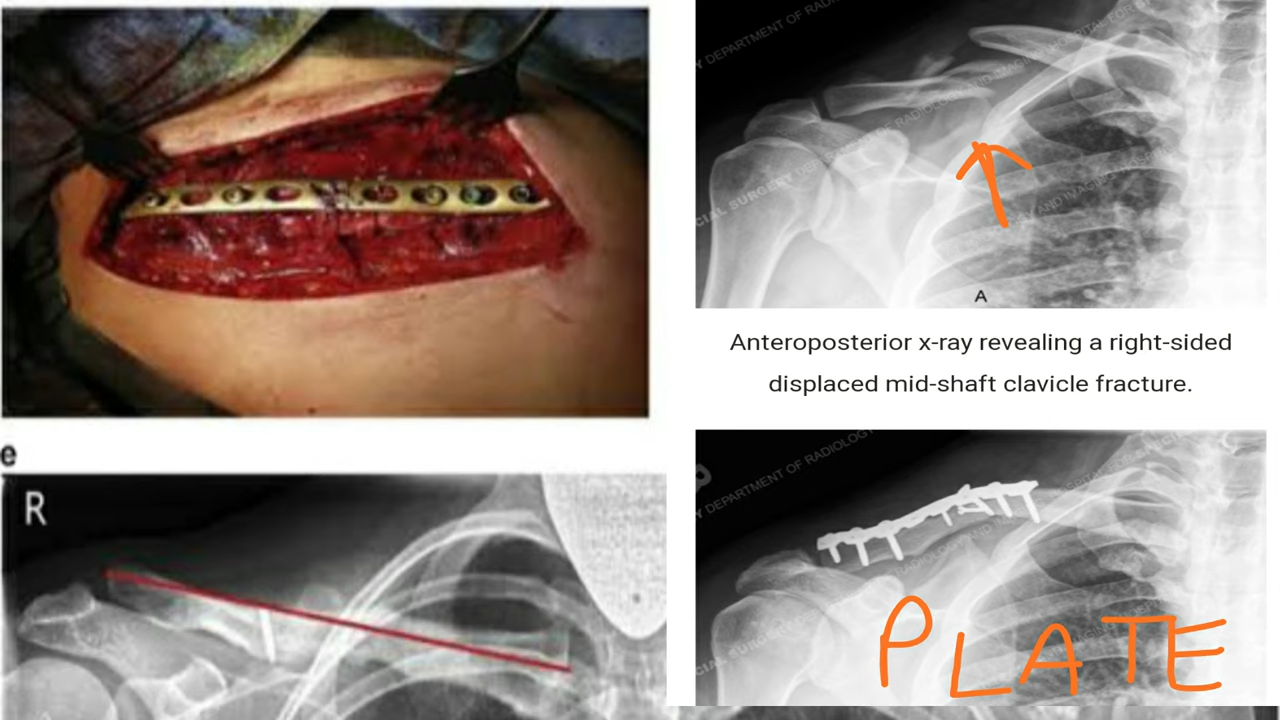 e
R
A
Anteroposterior x-ray revealing a right-sided
displaced mid-shaft clavicle fracture.
PLATE